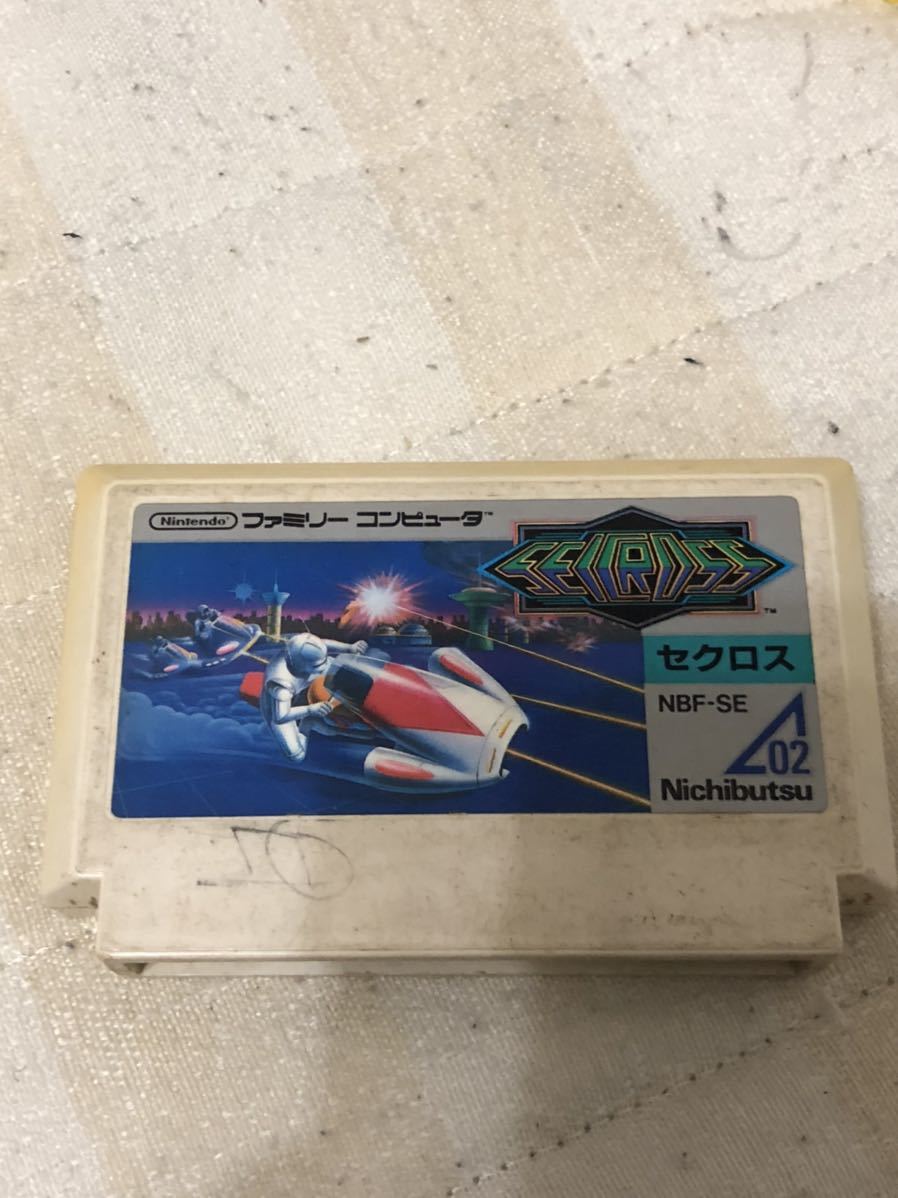 Nintendo ファミリー コンピュータ™
SEICROSS
™
セクロス
NBF-SE
02
Nichibutsu